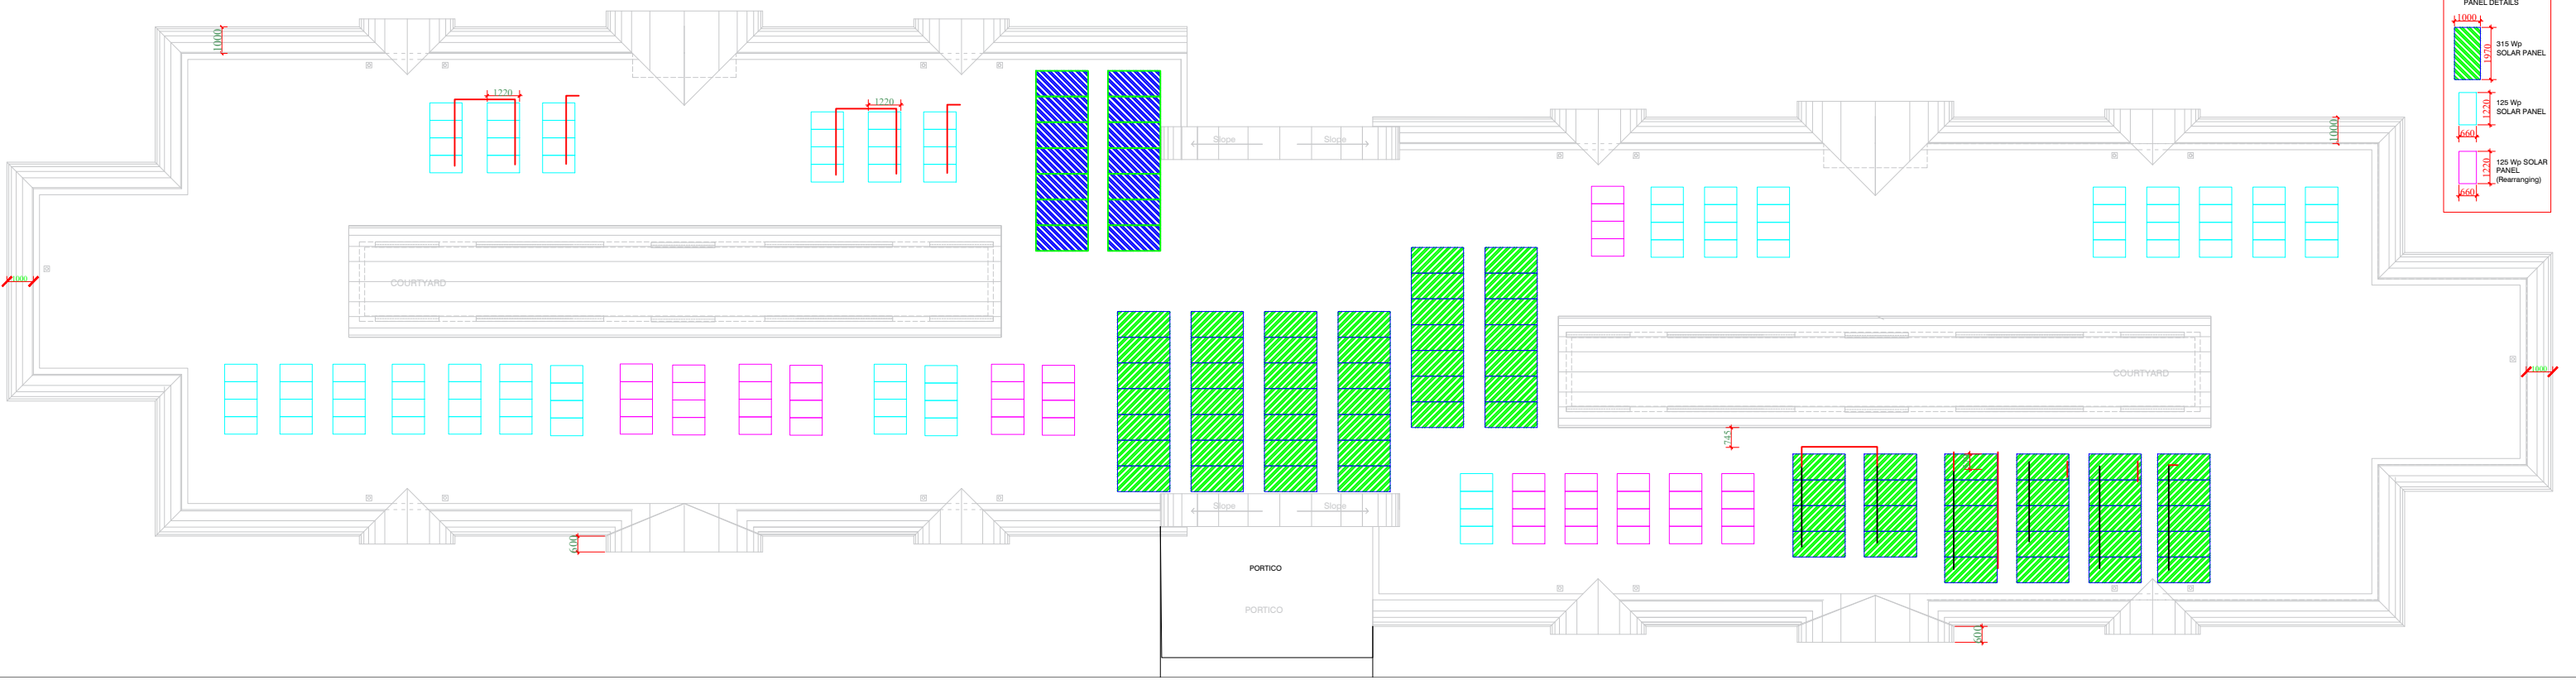 PANEL DETAILS
1000
1970
315 Wp
SOLAR PANEL
1220
125 Wp
SOLAR PANEL
660
1220
125 Wp SOLAR
PANEL
(Rearranging)
660
1000
1220
1220
Slope
Slope
1000
1000
COURTYARD
COURTYARD
1000
745
Slope
Slope
600
PORTICO
PORTICO
600